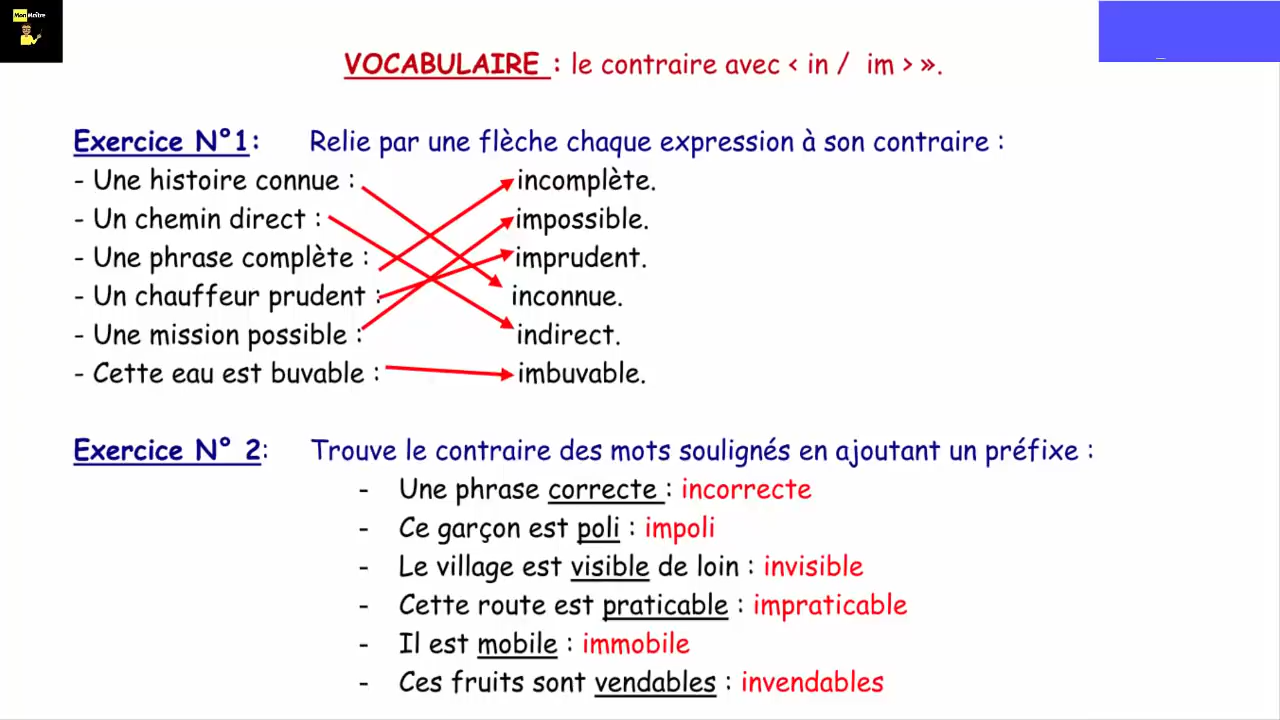 Mon Maître
VOCABULAIRE : le contraire avec < in / im > ».
Exercice N°1: Relie par une flèche chaque expression à son contraire :
- Une histoire connue : incomplète.
- Un chemin direct : impossible.
- Une phrase complète : imprudent.
- Un chauffeur prudent : inconnue.
- Une mission possible : indirect.
- Cette eau est buvable : imbuvable.
Exercice N° 2: Trouve le contraire des mots soulignés en ajoutant un préfixe :
- Une phrase correcte : incorrecte
- Ce garçon est poli : impoli
- Le village est visible de loin : invisible
- Cette route est praticable : impraticable
- Il est mobile : immobile
- Ces fruits sont vendables : invendables